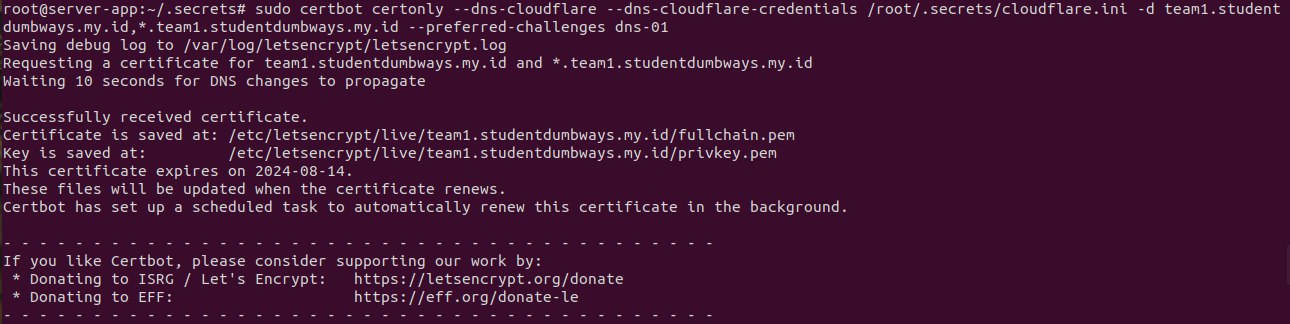 root@server-app:~/.secrets# sudo certbot certonly --dns-cloudflare --dns-cloudflare-credentials /root/.secrets/cloudflare.ini -d team1.student
dumbways.my.id,*.team1.studentdumbways.my.id --preferred-challenges dns-01
Saving debug log to /var/log/letsencrypt/letsencrypt.log
Requesting a certificate for team1.studentdumbways.my.id and *.team1.studentdumbways.my.id
Waiting 10 seconds for DNS changes to propagate

Successfully received certificate.
Certificate is saved at: /etc/letsencrypt/live/team1.studentdumbways.my.id/fullchain.pem
Key is saved at:         /etc/letsencrypt/live/team1.studentdumbways.my.id/privkey.pem
This certificate expires on 2024-08-14.
These files will be updated when the certificate renews.
Certbot has set up a scheduled task to automatically renew this certificate in the background.

- - - - - - - - - - - - - - - - - - - - - - - - - - - - - - - - - - - - - - - -
If you like Certbot, please consider supporting our work by:
 * Donating to ISRG / Let's Encrypt:   https://letsencrypt.org/donate
 * Donating to EFF:                    https://eff.org/donate-le
- - - - - - - - - - - - - - - - - - - - - - - - - - - - - - - - - - - - - - - -